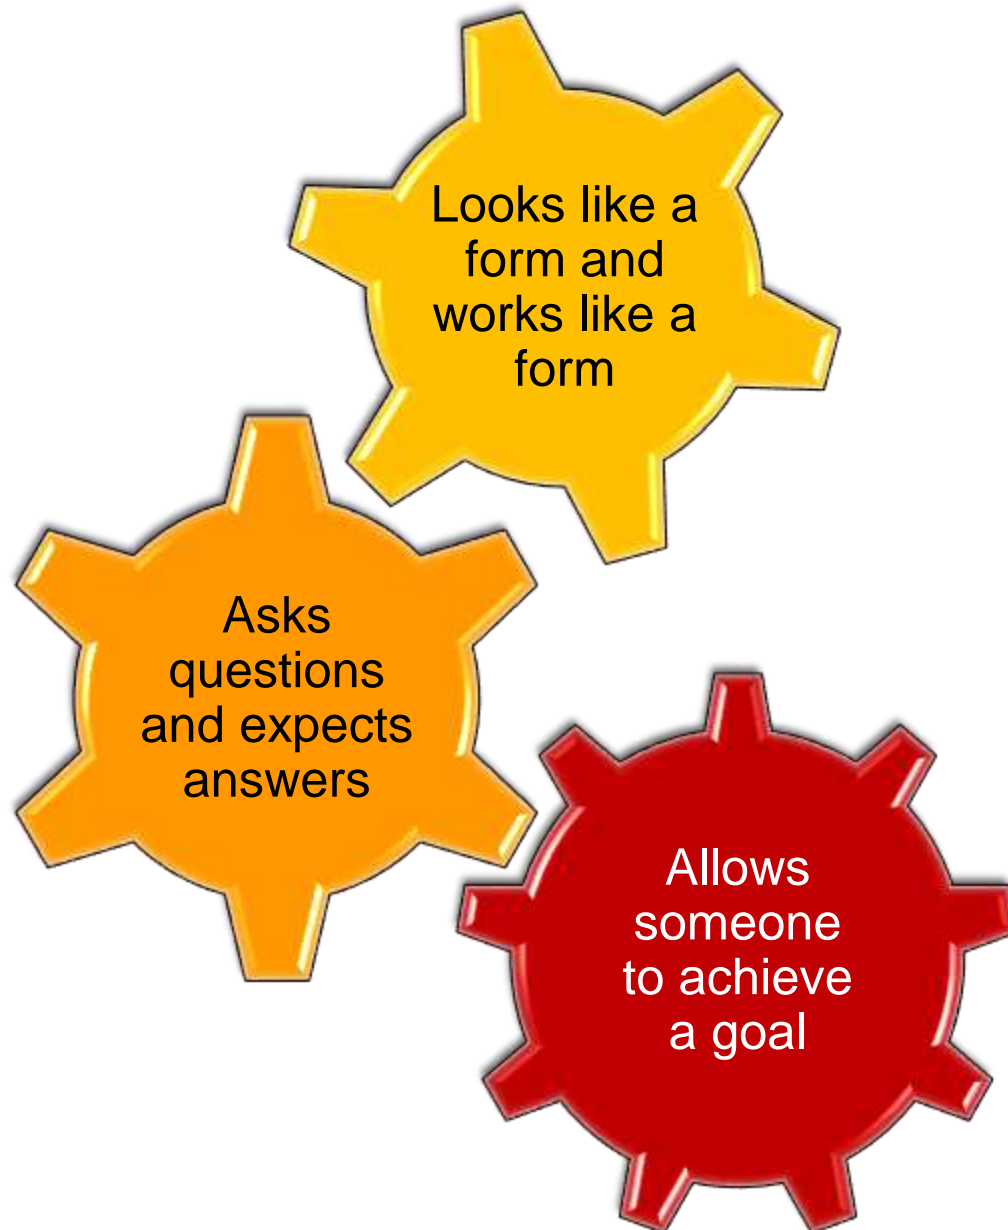 Looks like a
form and
works like a
form
Asks
questions
and expects
answers
Allows
someone
to achieve
a goal